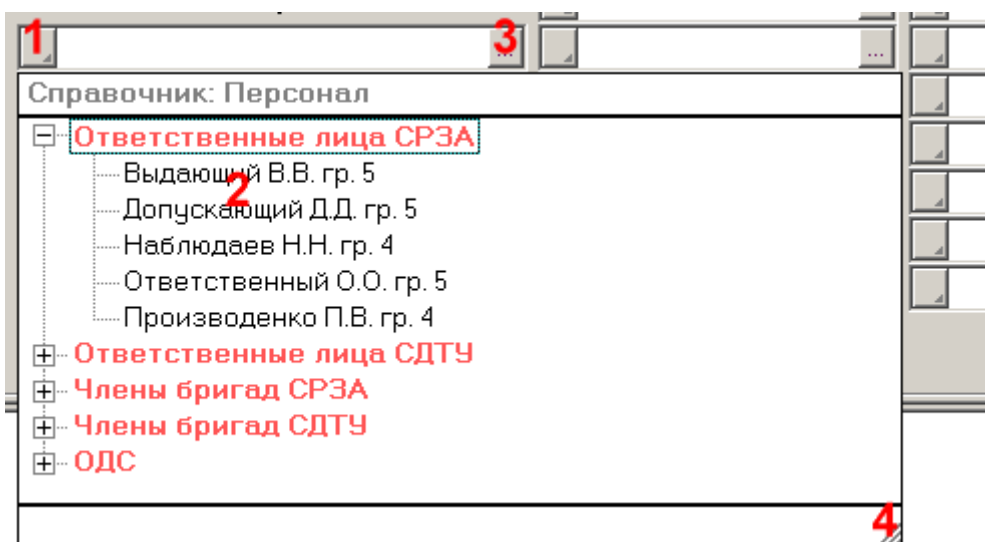 1 3 ... ...
Справочник: Персонал
Ответственные лица СРЗА
Выдающий В.В. гр. 5
2
Допускающий Д.Д. гр. 5
Наблюдаев Н.Н. гр. 4
Ответственный О.О. гр. 5
Производенко П.В. гр. 4
Ответственные лица СДТУ
Члены бригад СРЗА
Члены бригад СДТУ
ОДС
4